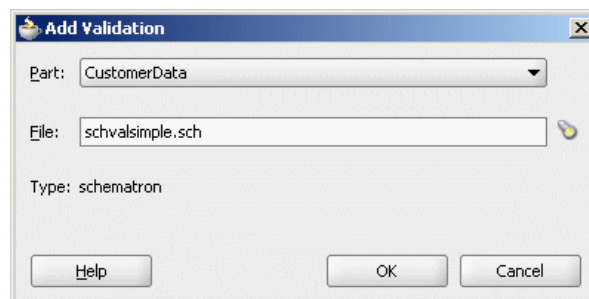 Add Validation
Part: CustomerData
File: schvalsimple.sch
Type: schematron
Help OK Cancel